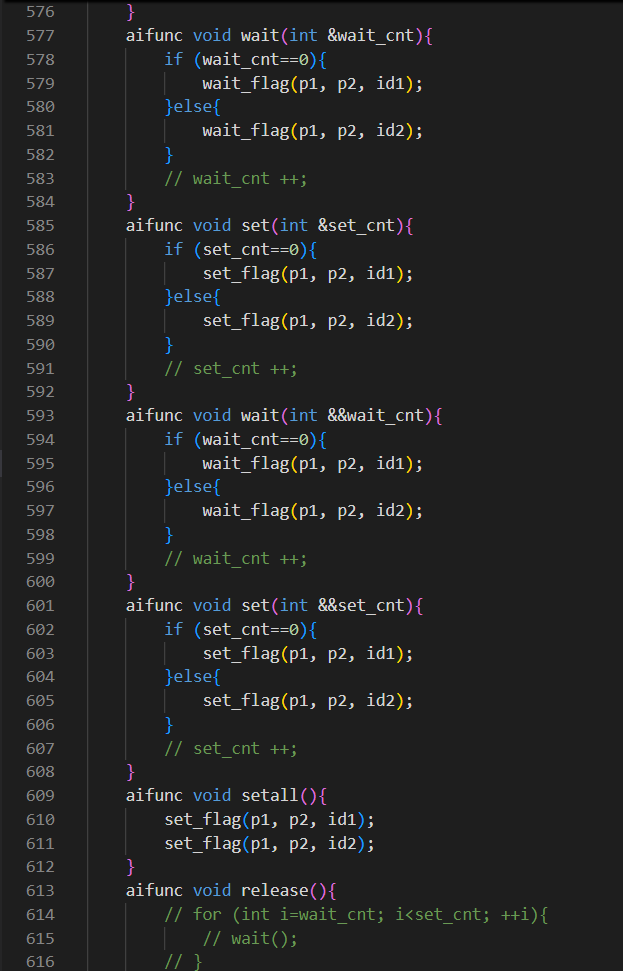 576 }
577 aifunc void wait(int &wait_cnt){
578 if (wait_cnt==0){
579 wait_flag(p1, p2, id1);
580 }else{
581 wait_flag(p1, p2, id2);
582 }
583 // wait_cnt ++;
584 }
585 aifunc void set(int &set_cnt){
586 if (set_cnt==0){
587 set_flag(p1, p2, id1);
588 }else{
589 set_flag(p1, p2, id2);
590 }
591 // set_cnt ++;
592 }
593 aifunc void wait(int &&wait_cnt){
594 if (wait_cnt==0){
595 wait_flag(p1, p2, id1);
596 }else{
597 wait_flag(p1, p2, id2);
598 }
599 // wait_cnt ++;
600 }
601 aifunc void set(int &&set_cnt){
602 if (set_cnt==0){
603 set_flag(p1, p2, id1);
604 }else{
605 set_flag(p1, p2, id2);
606 }
607 // set_cnt ++;
608 }
609 aifunc void setall(){
610 set_flag(p1, p2, id1);
611 set_flag(p1, p2, id2);
612 }
613 aifunc void release(){
614 // for (int i=wait_cnt; i<set_cnt; ++i){
615 // wait();
616 // }